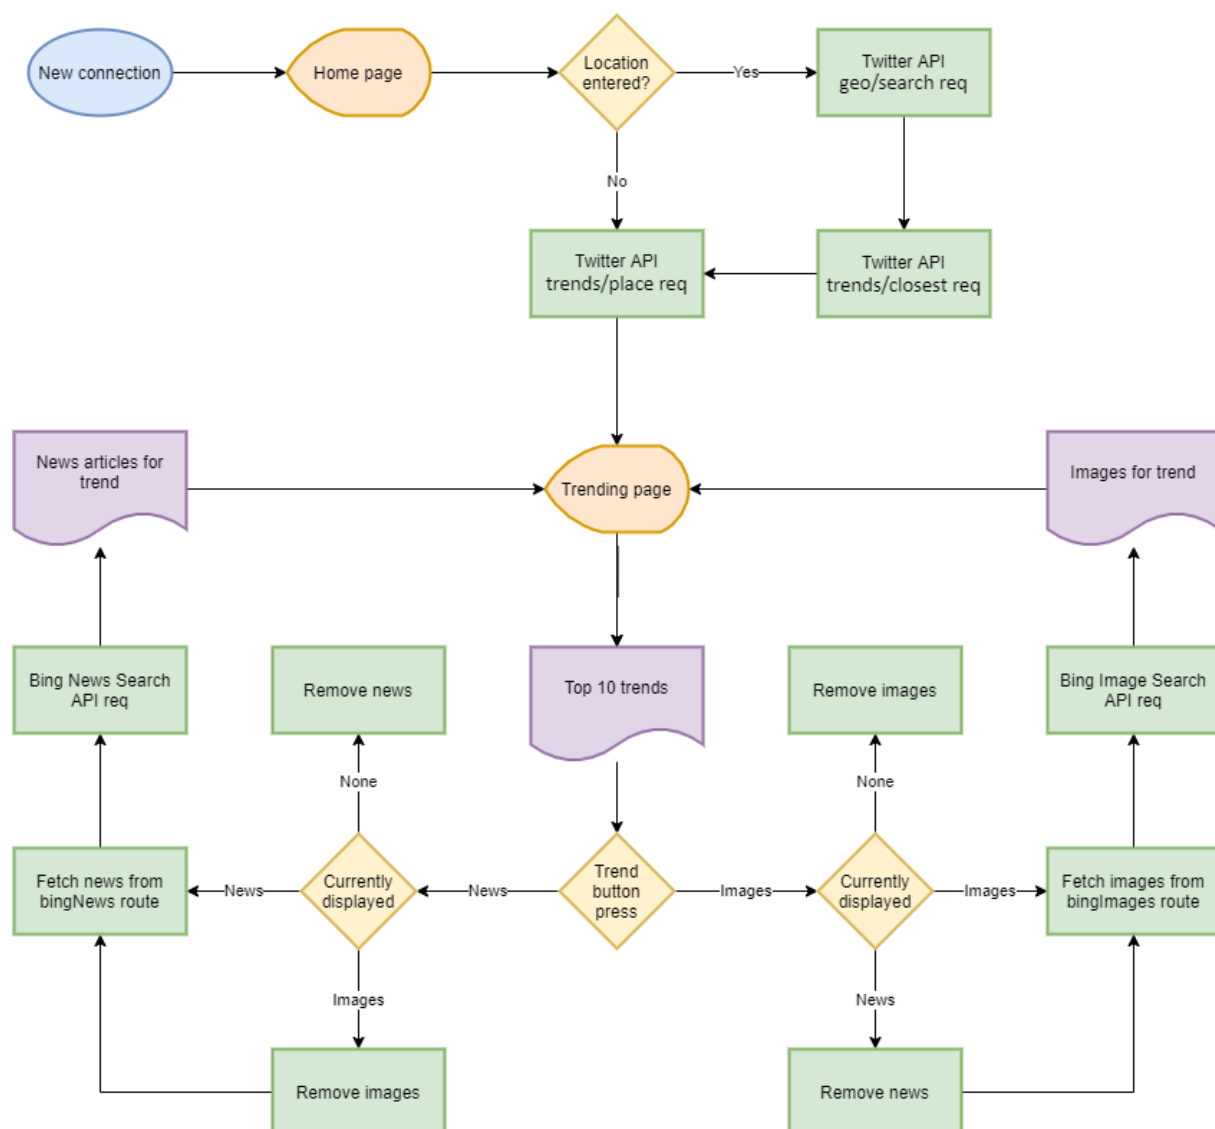 New connection
Home page
Location
entered?
Yes
Twitter API
geo/search req
No
Twitter API
trends/place req
Twitter API
trends/closest req
News articles for
trend
Trending page
Images for trend
Bing News Search
API req
Remove news
Top 10 trends
Remove images
Bing Image Search
API req
None
None
Fetch news from
bingNews route
News
Currently
displayed
News
Trend
button
press
Images
Currently
displayed
Images
Fetch images from
bingImages route
Images
News
Remove images
Remove news